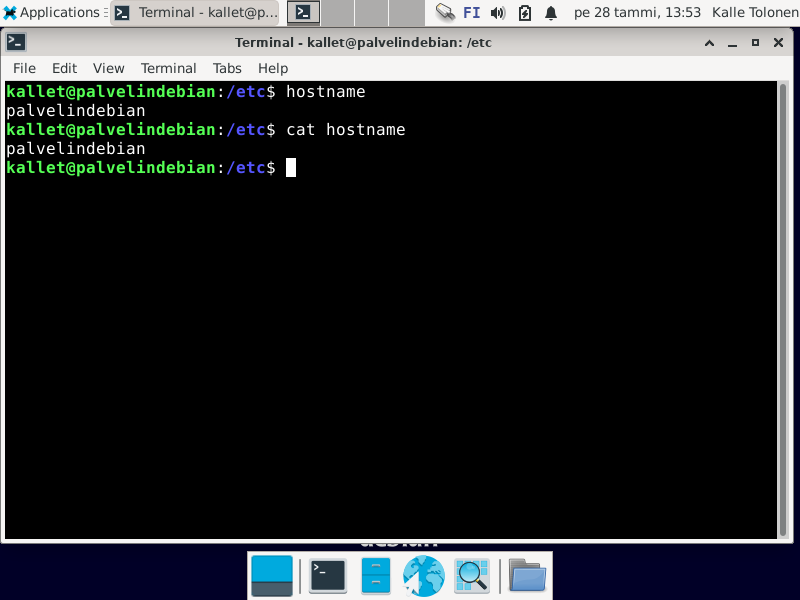 Applications Terminal - kallet@p... FI pe 28 tammi, 13:53 Kalle Tolonen
Terminal - kallet@palvelindebian: /etc
File Edit View Terminal Tabs Help
kallet@palvelindebian:/etc$ hostname
palvelindebian
kallet@palvelindebian:/etc$ cat hostname
palvelindebian
kallet@palvelindebian:/etc$